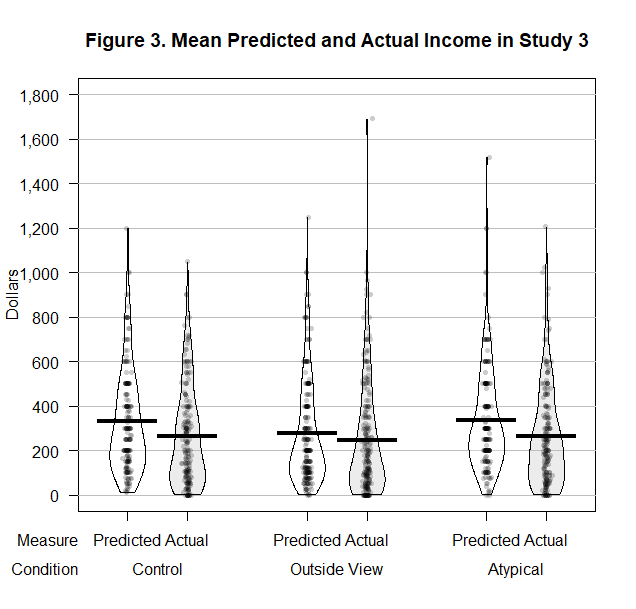 Figure 3. Mean Predicted and Actual Income in Study 3
1,800
1,600
1,400
1,200
1,000
800
600
400
200
0
Dollars
Measure Predicted Actual Predicted Actual Predicted Actual
Condition Control Outside View Atypical